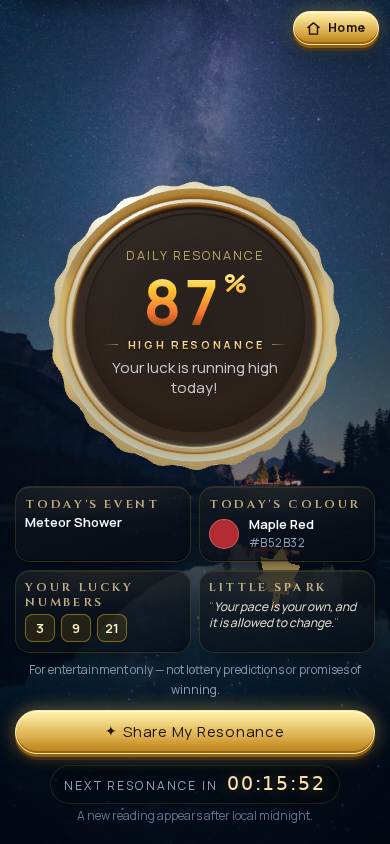 Home
DAILY RESONANCE
87%
HIGH RESONANCE
Your luck is running high
today!
TODAY'S EVENT
Meteor Shower
TODAY'S COLOUR
Maple Red
#B52B32
YOUR LUCKY
NUMBERS
3 9 21
LITTLE SPARK
"Your pace is your own, and
it is allowed to change."
For entertainment only — not lottery predictions or promises of
winning.
✦ Share My Resonance
NEXT RESONANCE IN 00:15:52
A new reading appears after local midnight.